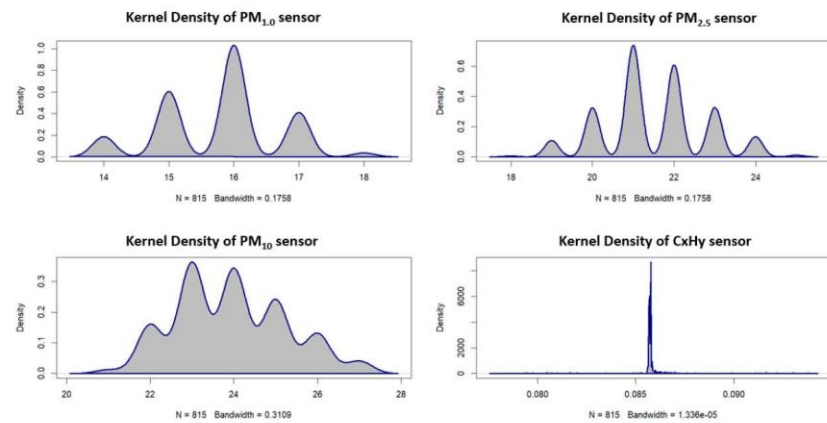 Kernel Density of PM1.0 sensor
Density
0.0 0.2 0.4 0.6 0.8 1.0
14 15 16 17 18
N = 815 Bandwidth = 0.1758
Kernel Density of PM2.5 sensor
Density
0.0 0.2 0.4 0.6
18 20 22 24
N = 815 Bandwidth = 0.1758
Kernel Density of PM10 sensor
Density
0.0 0.1 0.2 0.3
20 22 24 26 28
N = 815 Bandwidth = 0.3109
Kernel Density of CxHy sensor
Density
0 2000 6000
0.080 0.085 0.090
N = 815 Bandwidth = 1.336e-05